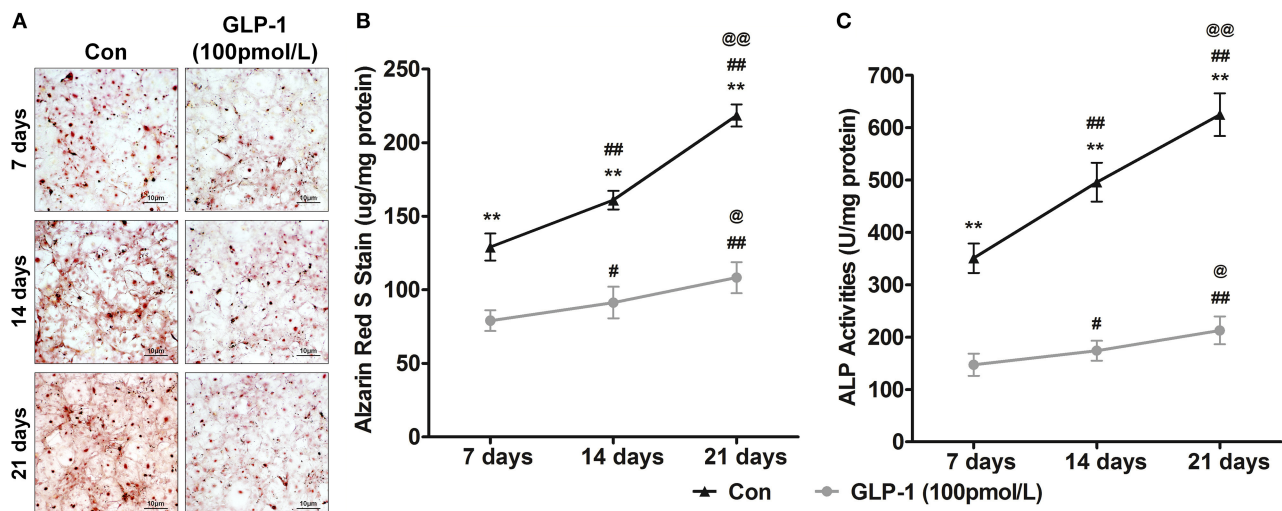 A
Con
GLP-1
(100pmol/L)
7 days
10μm
10μm
14 days
10μm
10μm
21 days
10μm
10μm
B
Alzarin Red S Stain (ug/mg protein)
250
200
150
100
50
0
**
##
**
@@
##
**
#
@
##
7 days
14 days
21 days
C
ALP Activities (U/mg protein)
700
600
500
400
300
200
100
0
**
##
**
@@
##
**
#
@
##
7 days
14 days
21 days
Con
GLP-1 (100pmol/L)